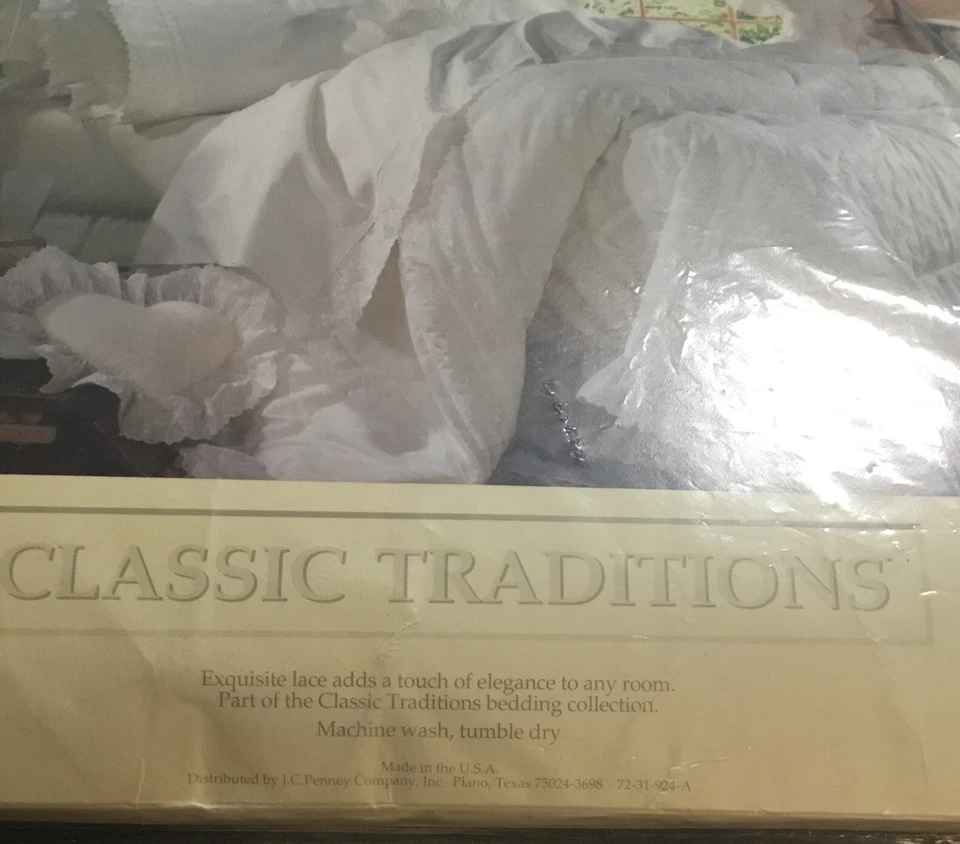 CLASSIC TRADITIONS
Exquisite lace adds a touch of elegance to any room.
Part of the Classic Traditions bedding collection.
Machine wash, tumble dry
Made in the U.S.A.
Distributed by J.C.Penney Company, Inc. Plano, Texas 75024-3698 72-31-924-A